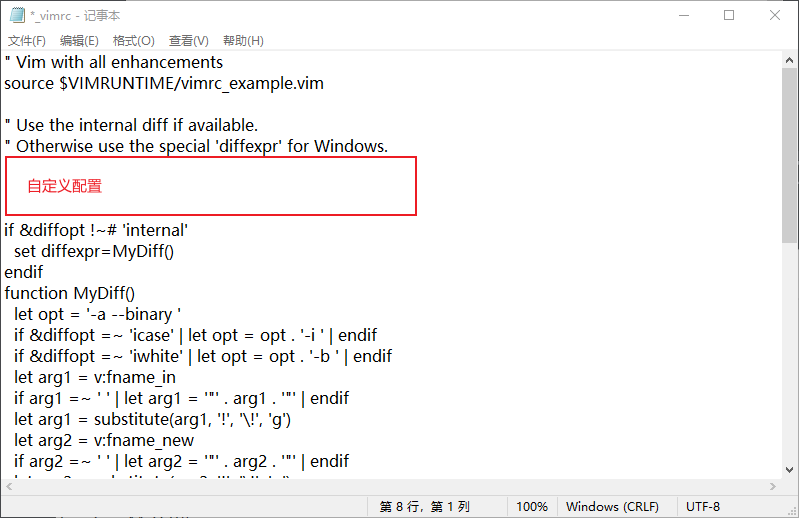 *_vimrc - 记事本
文件(F) 编辑(E) 格式(O) 查看(V) 帮助(H)
" Vim with all enhancements
source $VIMRUNTIME/vimrc_example.vim
" Use the internal diff if available.
" Otherwise use the special 'diffexpr' for Windows.
自定义配置
if &diffopt !~# 'internal'
  set diffexpr=MyDiff()
endif
function MyDiff()
  let opt = '-a --binary '
  if &diffopt =~ 'icase' | let opt = opt . '-i ' | endif
  if &diffopt =~ 'iwhite' | let opt = opt . '-b ' | endif
  let arg1 = v:fname_in
  if arg1 =~ ' ' | let arg1 = '"' . arg1 . '"' | endif
  let arg1 = substitute(arg1, '!', '\!', 'g')
  let arg2 = v:fname_new
  if arg2 =~ ' ' | let arg2 = '"' . arg2 . '"' | endif
第 8 行，第 1 列 100% Windows (CRLF) UTF-8